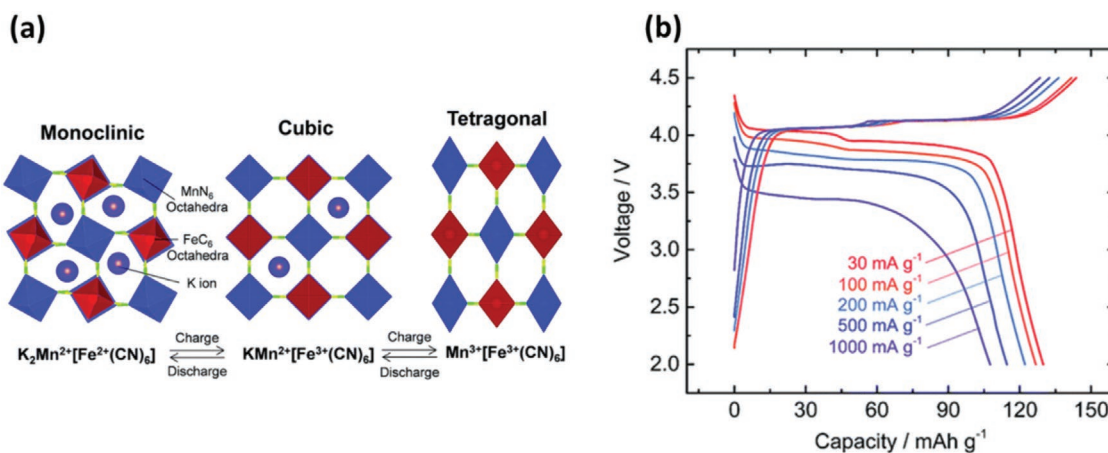 (a)
Monoclinic
Cubic
Tetragonal
MnN₆
Octahedra
FeC₆
Octahedra
K ion
Charge
Discharge
Charge
Discharge
K₂Mn²⁺[Fe²⁺(CN)₆]
KMn²⁺[Fe³⁺(CN)₆]
Mn³⁺[Fe³⁺(CN)₆]
(b)
Voltage / V
4.5
4.0
3.5
3.0
2.5
2.0
30 mA g⁻¹
100 mA g⁻¹
200 mA g⁻¹
500 mA g⁻¹
1000 mA g⁻¹
0
30
60
90
120
150
Capacity / mAh g⁻¹